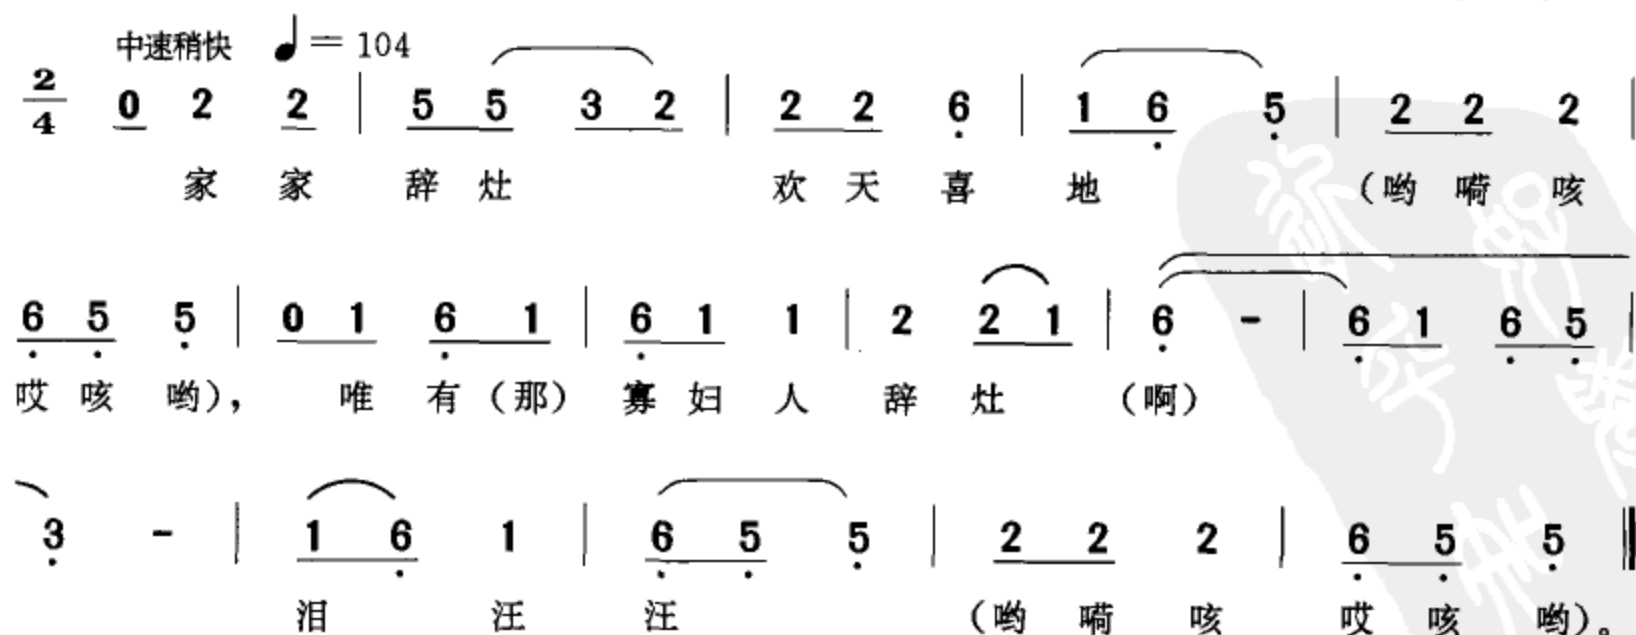 中速稍快 ♩= 104
2/4 0 2 2 | 5 5 3 2 | 2 2 6̣ | 1 6̣ 5̣ | 2 2 2 |
家 家 辞 灶 欢 天 喜 地 (哟 嗬 咳
6̣ 5̣ 5̣ | 0 1 6̣ 1 | 6̣ 1 1 | 2 2 1 | 6̣ - | 6̣ 1 6̣ 5̣ |
哎 咳 哟), 唯 有 (那) 寡 妇 人 辞 灶 (啊)
3̣ - | 1 6̣ 1 | 6̣ 5̣ 5̣ | 2 2 2 | 6̣ 5̣ 5̣ ‖
泪 汪 汪 (哟 嗬 咳 哎 咳 哟)。